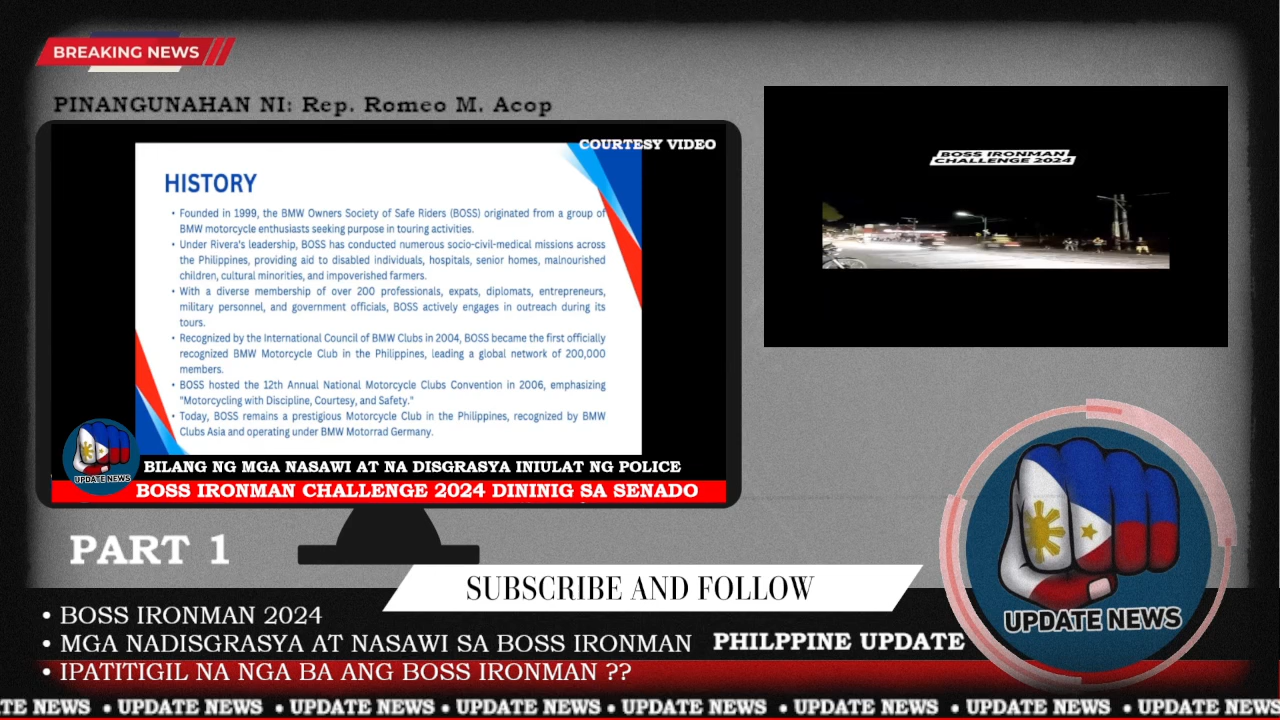 BREAKING NEWS
PINANGUNAHAN NI: Rep. Romeo M. Acop
COURTESY VIDEO
HISTORY
• Founded in 1999, the BMW Owners Society of Safe Riders (BOSS) originated from a group of
BMW motorcycle enthusiasts seeking purpose in touring activities.
• Under Rivera's leadership, BOSS has conducted numerous socio-civil-medical missions across
the Philippines, providing aid to disabled individuals, hospitals, senior homes, malnourished
children, cultural minorities, and impoverished farmers.
• With a diverse membership of over 200 professionals, expats, diplomats, entrepreneurs,
military personnel, and government officials, BOSS actively engages in outreach during its
tours.
• Recognized by the International Council of BMW Clubs in 2004, BOSS became the first officially
recognized BMW Motorcycle Club in the Philippines, leading a global network of 200,000
members.
• BOSS hosted the 12th Annual National Motorcycle Clubs Convention in 2006, emphasizing
"Motorcycling with Discipline, Courtesy, and Safety."
• Today, BOSS remains a prestigious Motorcycle Club in the Philippines, recognized by BMW
Clubs Asia and operating under BMW Motorrad Germany.
UPDATE NEWS
BILANG NG MGA NASAWI AT NA DISGRASYA INIULAT NG POLICE
BOSS IRONMAN CHALLENGE 2024 DININIG SA SENADO
BOSS IRONMAN
CHALLENGE 2024
PART 1
SUBSCRIBE AND FOLLOW
• BOSS IRONMAN 2024
• MGA NADISGRASYA AT NASAWI SA BOSS IRONMAN
• IPATITIGIL NA NGA BA ANG BOSS IRONMAN ??
PHILPPINE UPDATE
UPDATE NEWS
TE NEWS • UPDATE NEWS • UPDATE NEWS • UPDATE NEWS • UPDATE NEWS • UPDATE NEWS • UPDATE NEWS • UPDATE NEWS